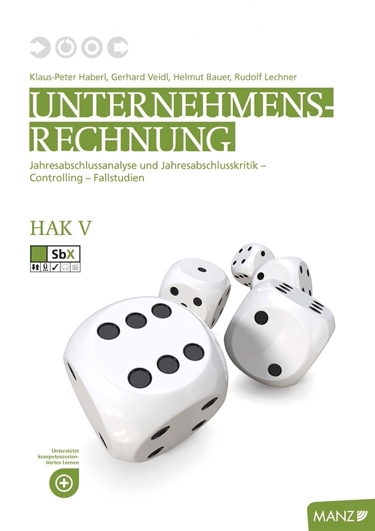 Klaus-Peter Haberl, Gerhard Veidl, Helmut Bauer, Rudolf Lechner
UNTERNEHMENS-
RECHNUNG
Jahresabschlussanalyse und Jahresabschlusskritik –
Controlling – Fallstudien
HAK V
SbX
Unterstützt
kompetenzorien-
tiertes Lernen
MANZ